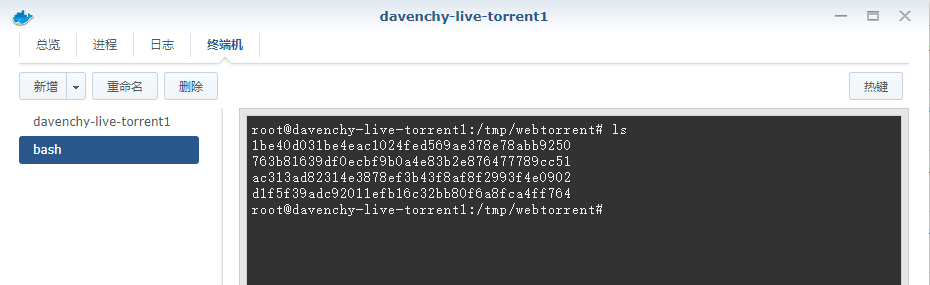 davenchy-live-torrent1
总览 进程 日志 终端机
新增 重命名 删除 热键
davenchy-live-torrent1
bash
root@davenchy-live-torrent1:/tmp/webtorrent# ls
1be40d031be4eac1024fed569ae378e78abb9250
763b81639df0ecbf9b0a4e83b2e876477789cc51
ac313ad82314e3878ef3b43f8af8f2993f4e0902
d1f5f39adc92011efb16c32bb80f6a8fca4ff764
root@davenchy-live-torrent1:/tmp/webtorrent#